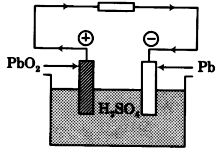 ⊕ ⊖
PbO₂ Pb
H₂SO₄